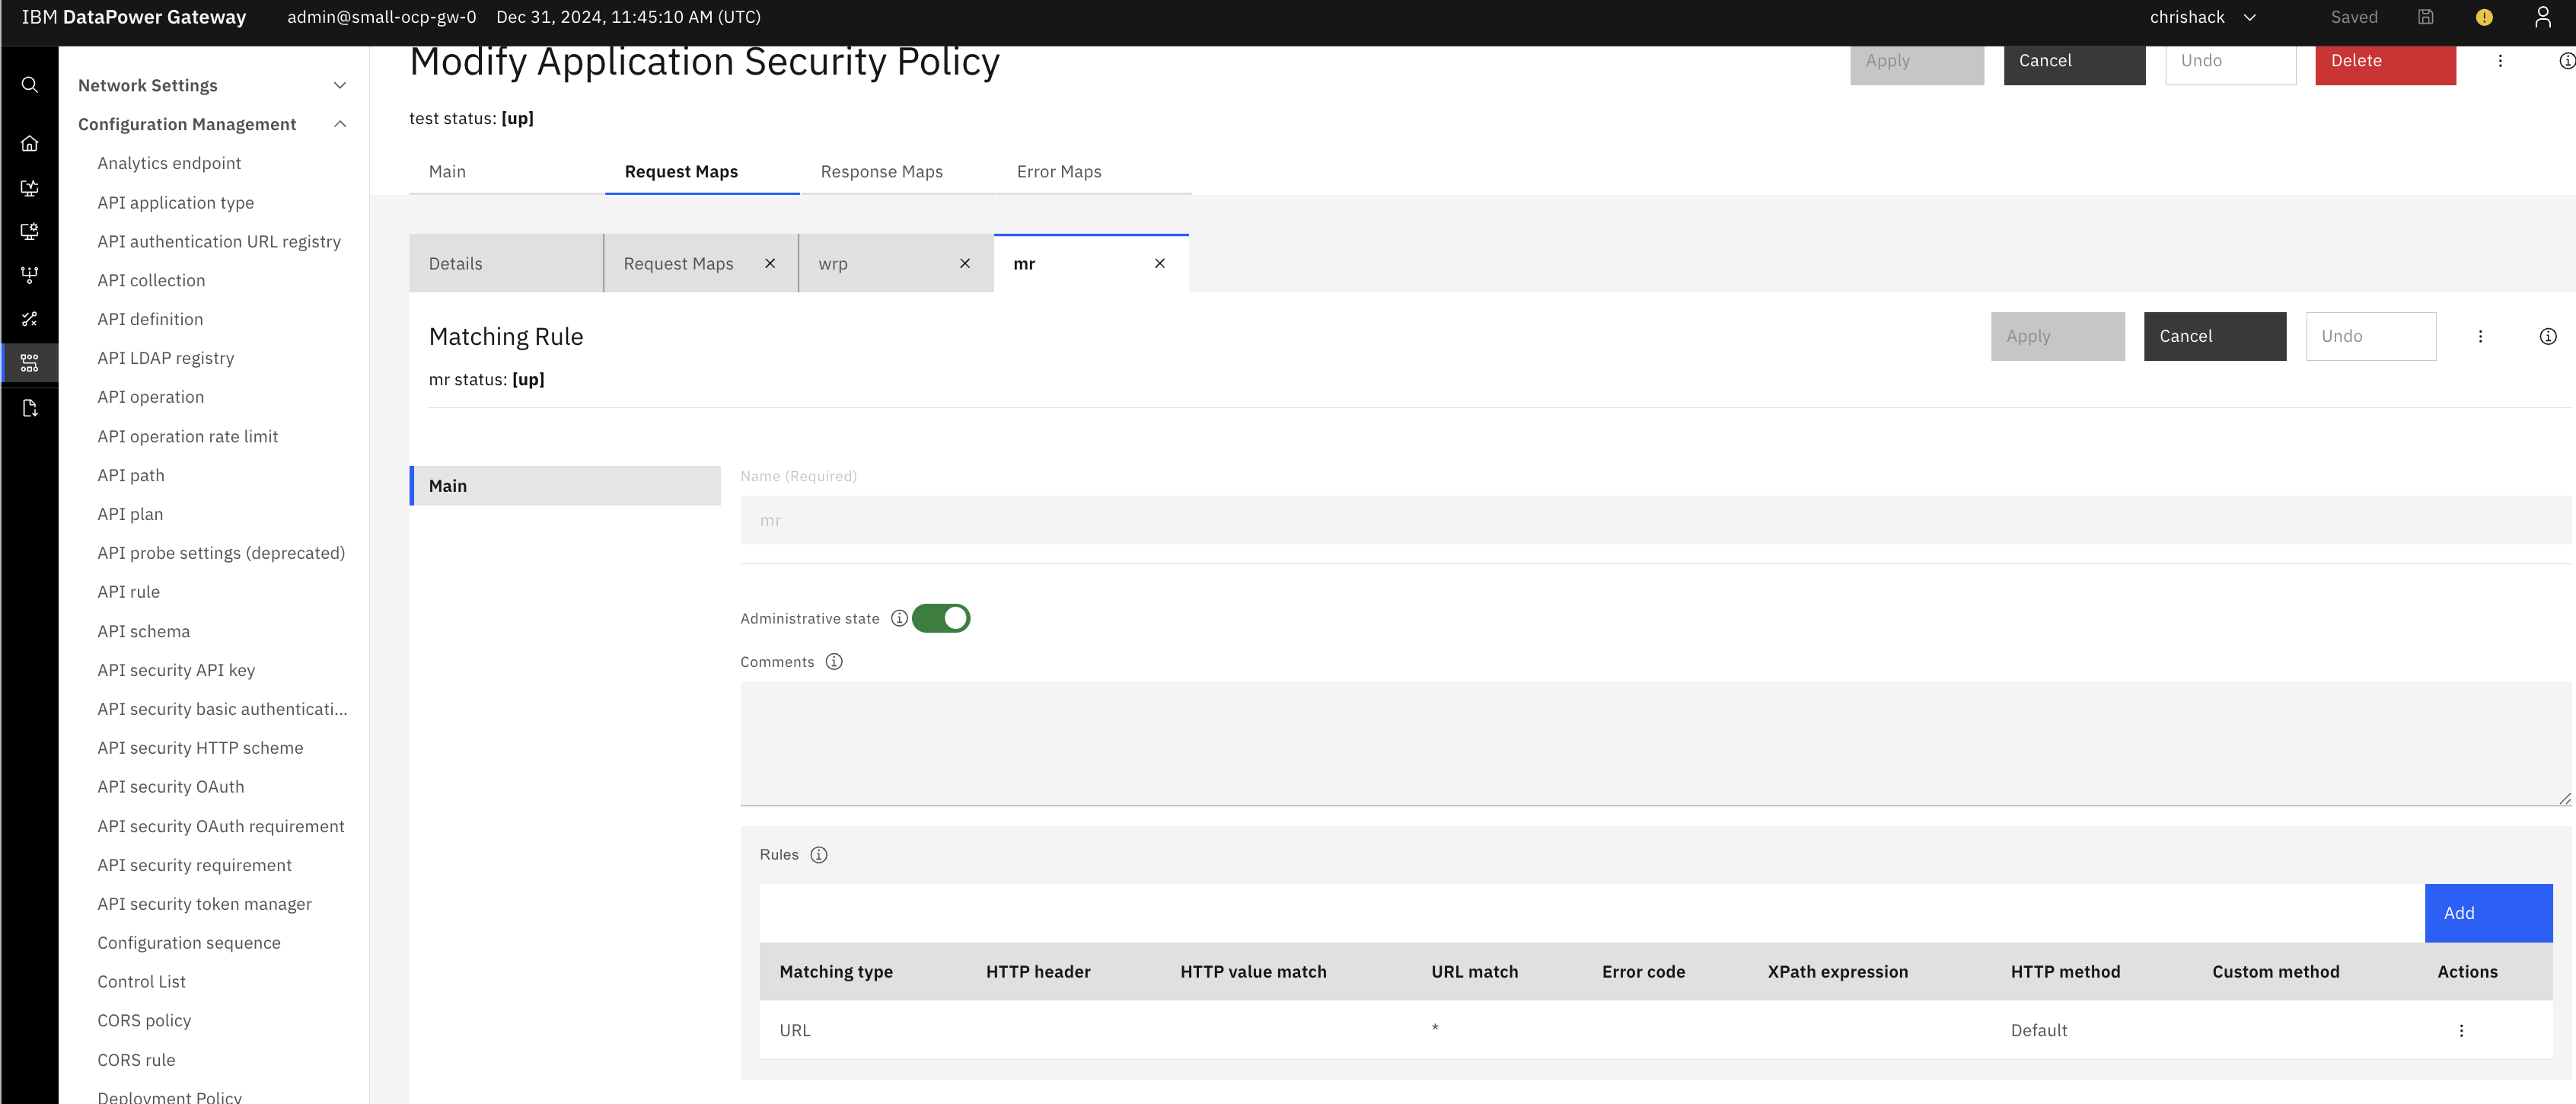 IBM DataPower Gateway admin@small-ocp-gw-0 Dec 31, 2024, 11:45:10 AM (UTC) chrishack Saved
Network Settings
Configuration Management
Analytics endpoint
API application type
API authentication URL registry
API collection
API definition
API LDAP registry
API operation
API operation rate limit
API path
API plan
API probe settings (deprecated)
API rule
API schema
API security API key
API security basic authenticati...
API security HTTP scheme
API security OAuth
API security OAuth requirement
API security requirement
API security token manager
Configuration sequence
Control List
CORS policy
CORS rule
Deployment Policy
Modify Application Security Policy
Apply Cancel Undo Delete
test status: [up]
Main Request Maps Response Maps Error Maps
Details Request Maps wrp mr
Matching Rule
Apply Cancel Undo
mr status: [up]
Main
Name (Required)
mr
Administrative state
Comments
Rules
Add
Matching type HTTP header HTTP value match URL match Error code XPath expression HTTP method Custom method Actions
URL * Default